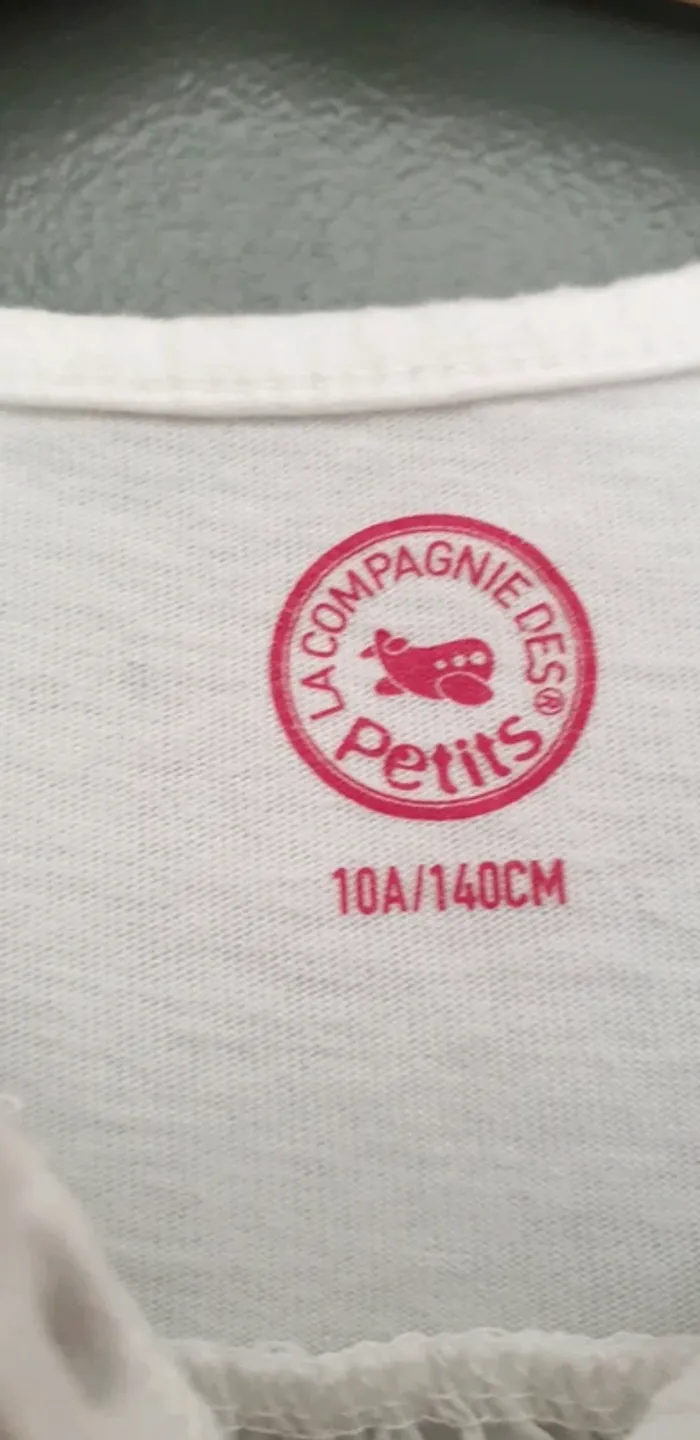 LA COMPAGNIE DES®
Petits
10A/140CM